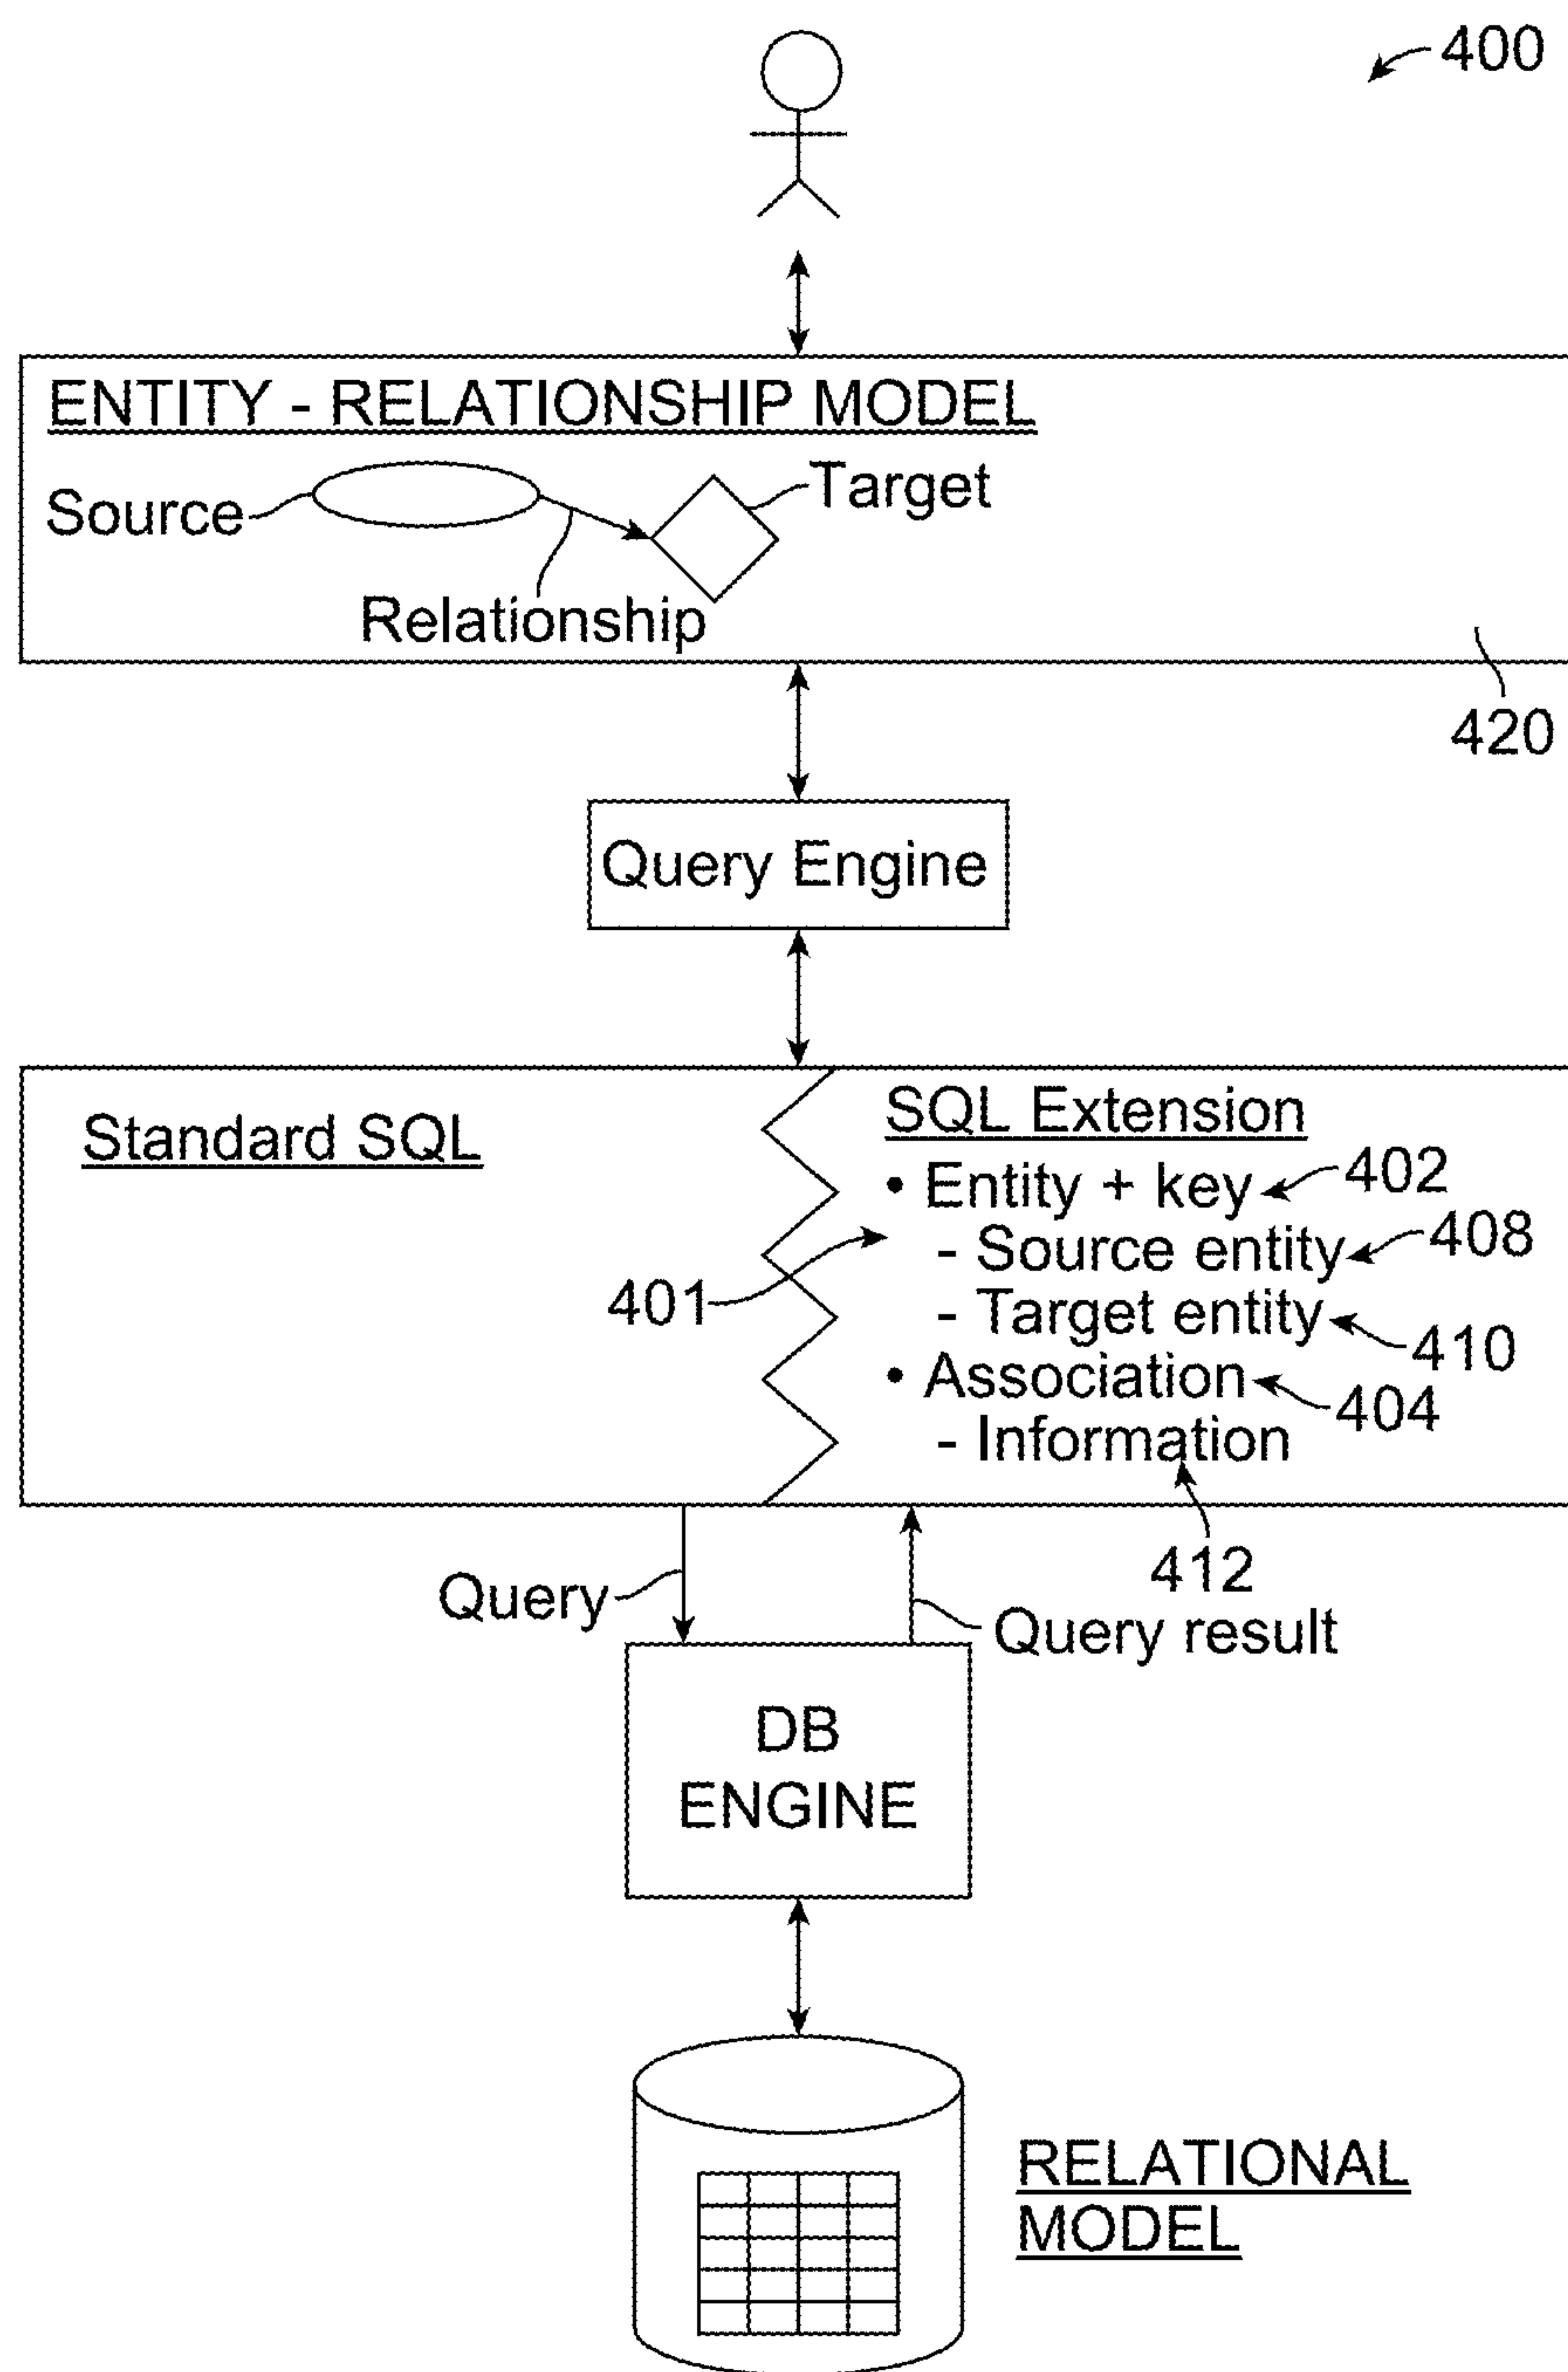 400
ENTITY - RELATIONSHIP MODEL
Source
Target
Relationship
420
Query Engine
Standard SQL
SQL Extension
• Entity + key
402
- Source entity
408
401
- Target entity
410
• Association
404
- Information
412
Query
Query result
DB
ENGINE
RELATIONAL
MODEL